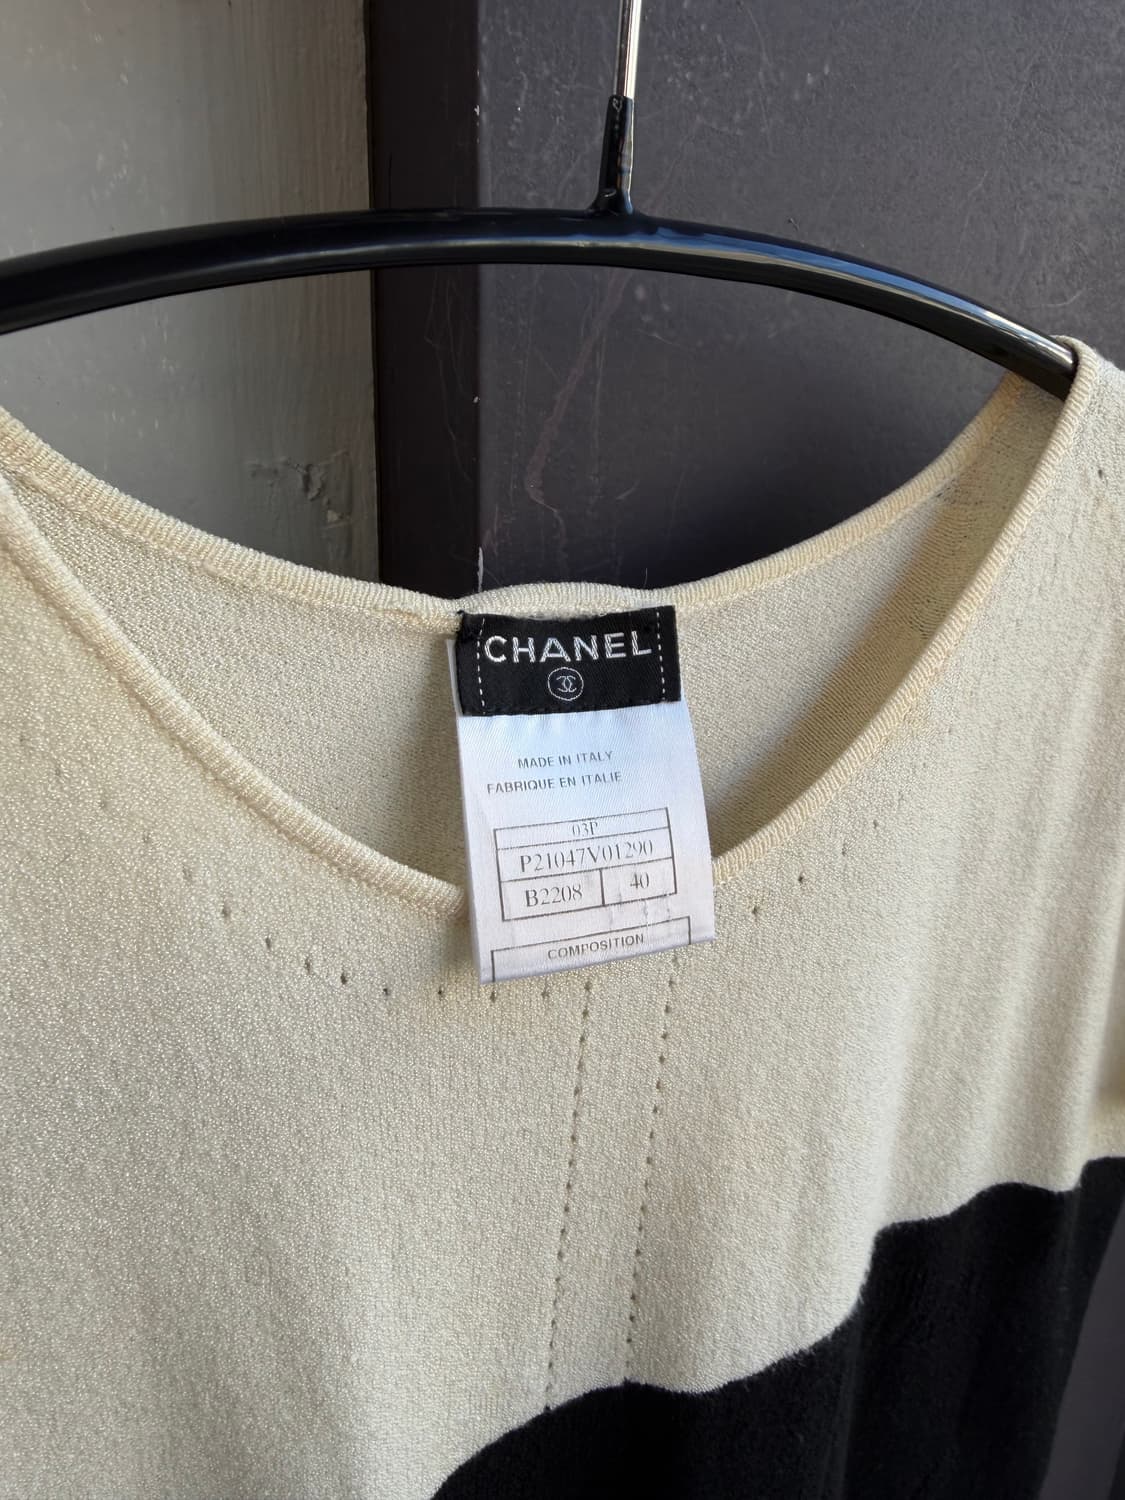 CHANEL
MADE IN ITALY
FABRIQUE EN ITALIE
03P
P21047V01290
B2208 40
COMPOSITION